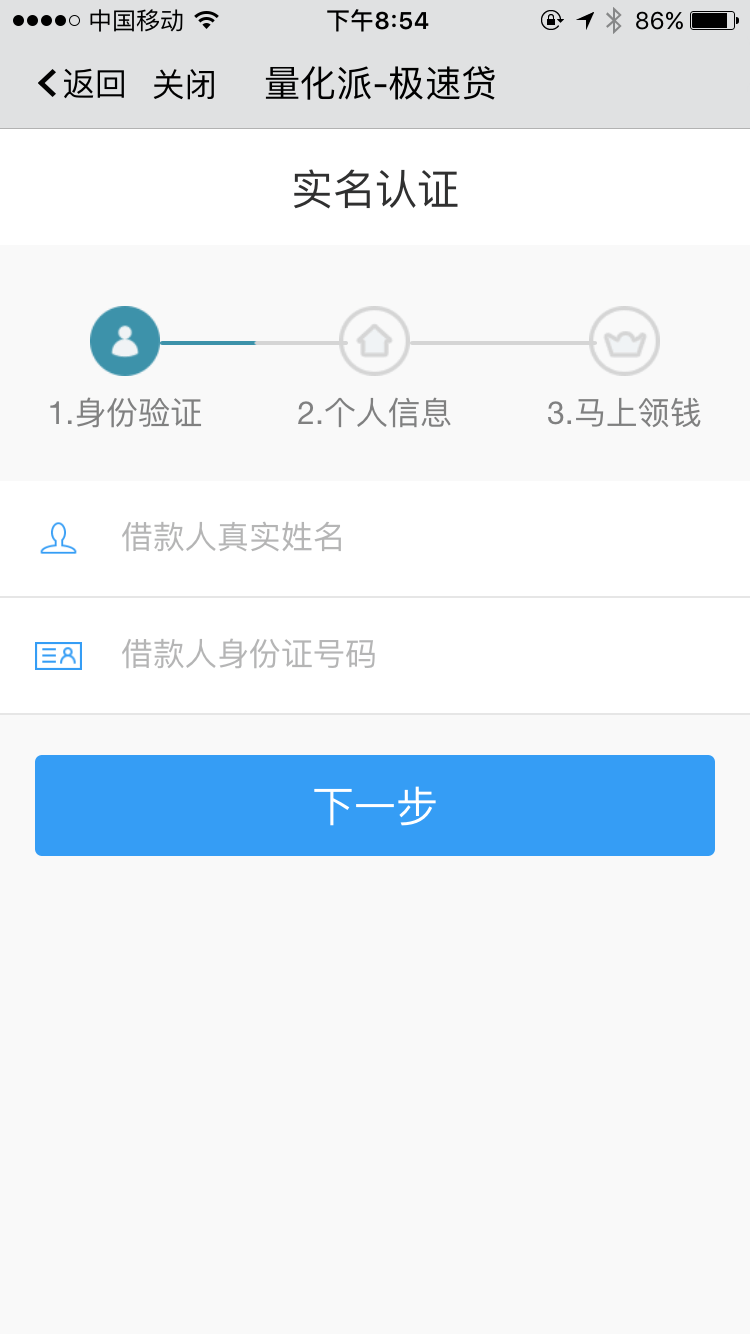 中国移动 下午8:54 86%
返回 关闭 量化派-极速贷
实名认证
1.身份验证 2.个人信息 3.马上领钱
借款人真实姓名
借款人身份证号码
下一步